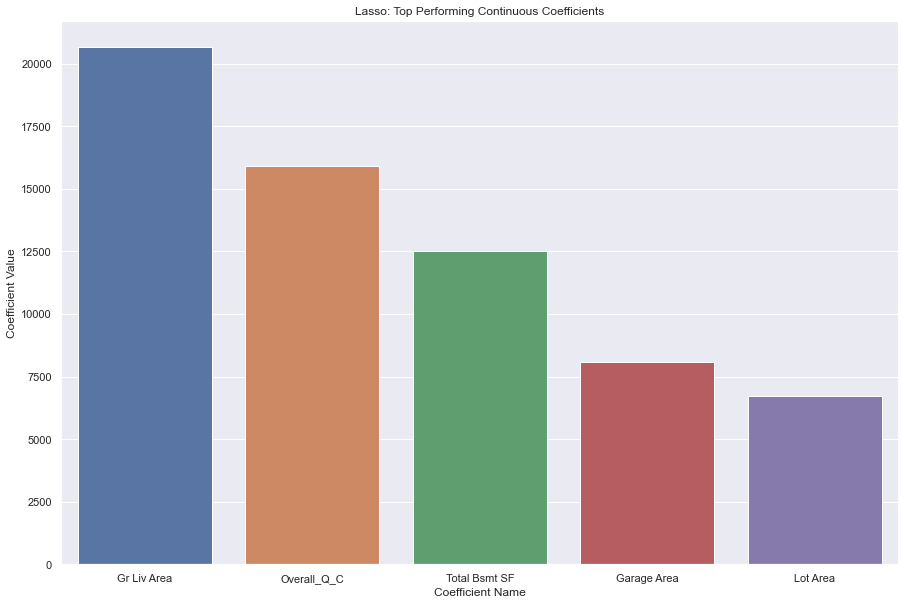 Lasso: Top Performing Continuous Coefficients
Coefficient Value
20000
17500
15000
12500
10000
7500
5000
2500
0
Gr Liv Area
Overall_Q_C
Total Bsmt SF
Garage Area
Lot Area
Coefficient Name